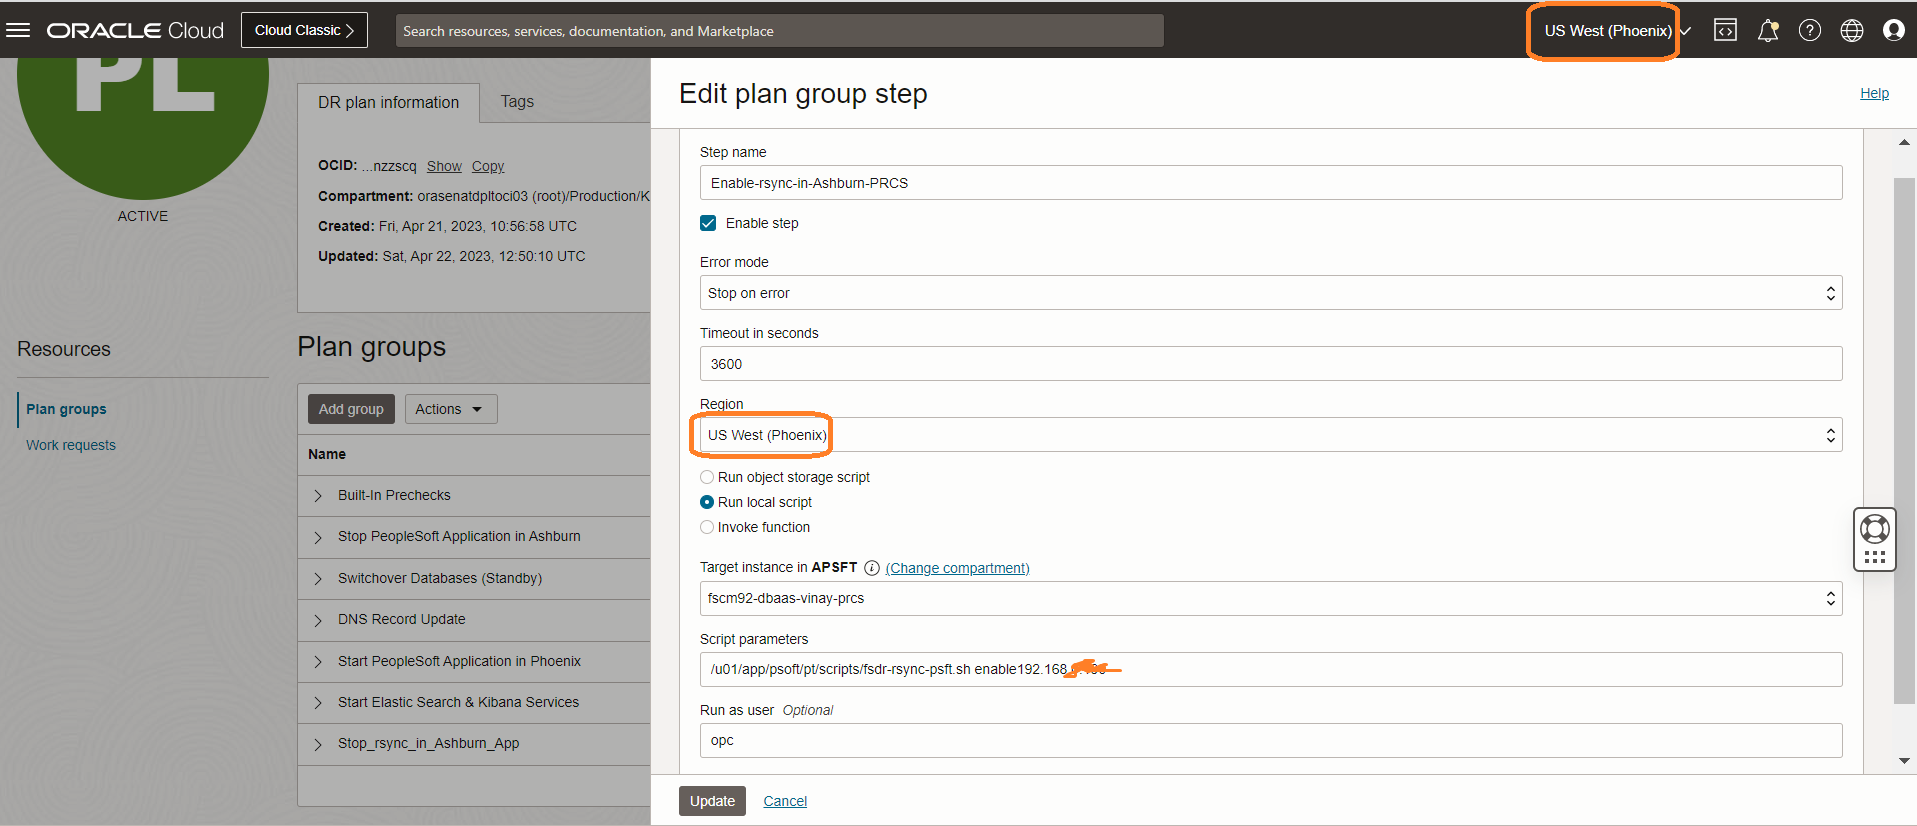 ORACLE Cloud
Cloud Classic
Search resources, services, documentation, and Marketplace
US West (Phoenix)
PL
ACTIVE
DR plan information
Tags
OCID: ...nzzscq Show Copy
Compartment: orasenatdpltoci03 (root)/Production/K
Created: Fri, Apr 21, 2023, 10:56:58 UTC
Updated: Sat, Apr 22, 2023, 12:50:10 UTC
Resources
Plan groups
Work requests
Plan groups
Add group
Actions
Name
Built-In Prechecks
Stop PeopleSoft Application in Ashburn
Switchover Databases (Standby)
DNS Record Update
Start PeopleSoft Application in Phoenix
Start Elastic Search & Kibana Services
Stop_rsync_in_Ashburn_App
Edit plan group step
Help
Step name
Enable-rsync-in-Ashburn-PRCS
Enable step
Error mode
Stop on error
Timeout in seconds
3600
Region
US West (Phoenix)
Run object storage script
Run local script
Invoke function
Target instance in APSFT (Change compartment)
fscm92-dbaas-vinay-prcs
Script parameters
/u01/app/psoft/pt/scripts/fsdr-rsync-psft.sh enable192.168
Run as user Optional
opc
Update
Cancel